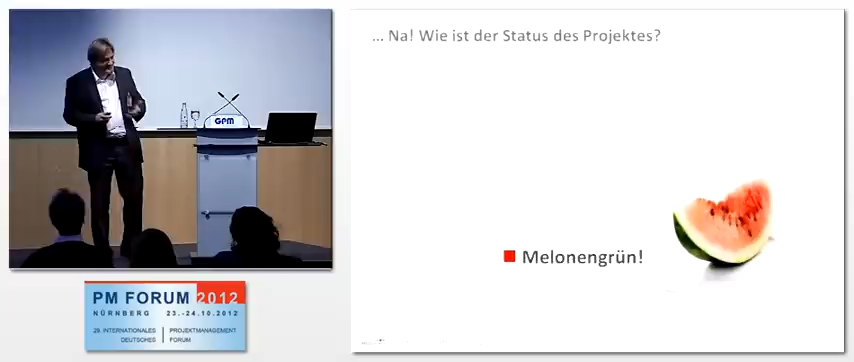 ... Na! Wie ist der Status des Projektes?
GPM
Melonengrün!
PM FORUM 2012
NÜRNBERG 23.-24.10.2012
29. INTERNATIONALES DEUTSCHES
PROJEKTMANAGEMENT FORUM